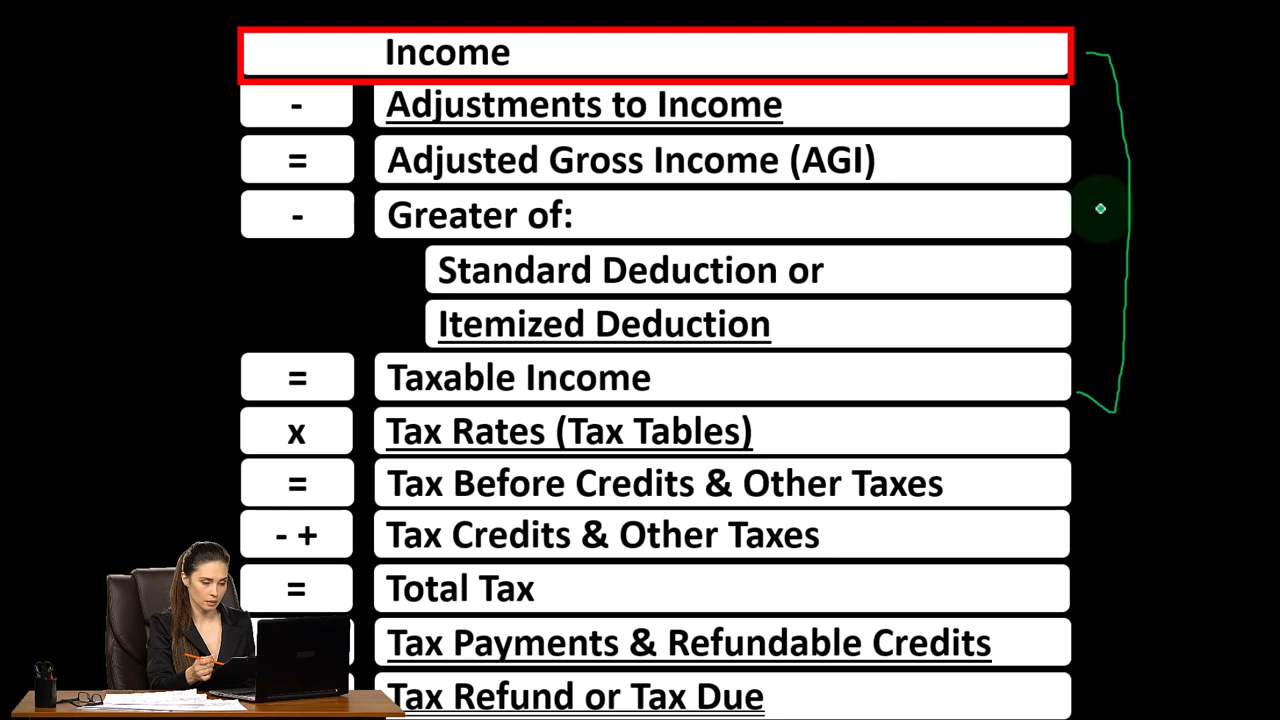 Income
- Adjustments to Income
= Adjusted Gross Income (AGI)
- Greater of:
Standard Deduction or
Itemized Deduction
= Taxable Income
x Tax Rates (Tax Tables)
= Tax Before Credits & Other Taxes
- + Tax Credits & Other Taxes
= Total Tax
Tax Payments & Refundable Credits
Tax Refund or Tax Due